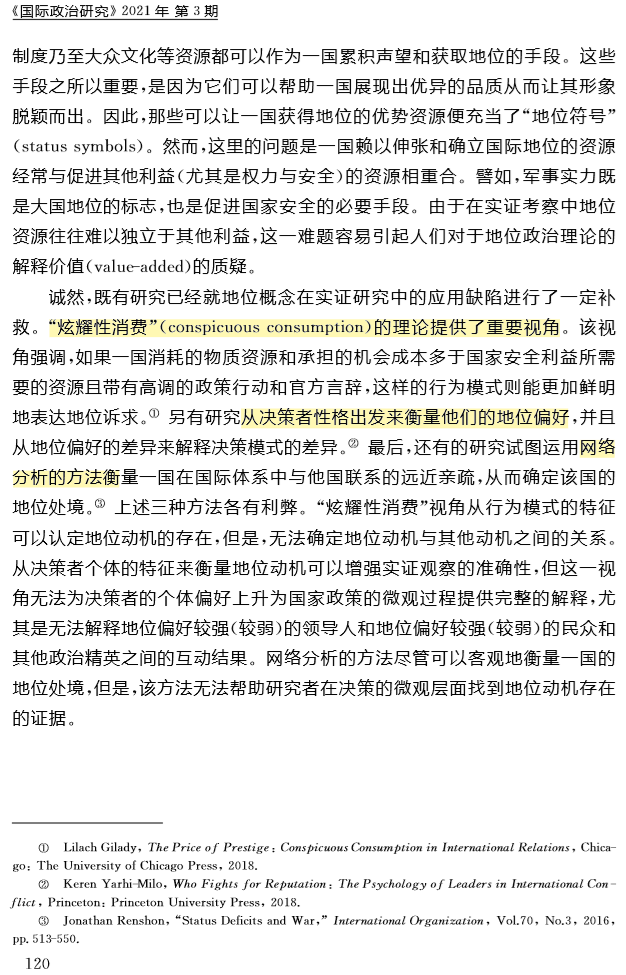 《国际政治研究》2021 年 第 3 期
制度乃至大众文化等资源都可以作为一国累积声望和获取地位的手段。这些
手段之所以重要,是因为它们可以帮助一国展现出优异的品质从而让其形象
脱颖而出。因此,那些可以让一国获得地位的优势资源便充当了“地位符号”
(status symbols)。然而,这里的问题是一国赖以伸张和确立国际地位的资源
经常与促进其他利益(尤其是权力与安全)的资源相重合。譬如,军事实力既
是大国地位的标志,也是促进国家安全的必要手段。由于在实证考察中地位
资源往往难以独立于其他利益,这一难题容易引起人们对于地位政治理论的
解释价值(value-added)的质疑。
诚然,既有研究已经就地位概念在实证研究中的应用缺陷进行了一定补
救。“炫耀性消费”(conspicuous consumption)的理论提供了重要视角。该视
角强调,如果一国消耗的物质资源和承担的机会成本多于国家安全利益所需
要的资源且带有高调的政策行动和官方言辞,这样的行为模式则能更加鲜明
地表达地位诉求。① 另有研究从决策者性格出发来衡量他们的地位偏好,并且
从地位偏好的差异来解释决策模式的差异。② 最后,还有的研究试图运用网络
分析的方法衡量一国在国际体系中与他国联系的远近亲疏,从而确定该国的
地位处境。③ 上述三种方法各有利弊。“炫耀性消费”视角从行为模式的特征
可以认定地位动机的存在,但是,无法确定地位动机与其他动机之间的关系。
从决策者个体的特征来衡量地位动机可以增强实证观察的准确性,但这一视
角无法为决策者的个体偏好上升为国家政策的微观过程提供完整的解释,尤
其是无法解释地位偏好较强(较弱)的领导人和地位偏好较强(较弱)的民众和
其他政治精英之间的互动结果。网络分析的方法尽管可以客观地衡量一国的
地位处境,但是,该方法无法帮助研究者在决策的微观层面找到地位动机存在
的证据。
① Lilach Gilady, The Price of Prestige: Conspicuous Consumption in International Relations, Chica-
go: The University of Chicago Press, 2018.
② Keren Yarhi-Milo, Who Fights for Reputation: The Psychology of Leaders in International Con-
flict, Princeton: Princeton University Press, 2018.
③ Jonathan Renshon, “Status Deficits and War,” International Organization, Vol.70, No.3, 2016,
pp. 513-550.
120